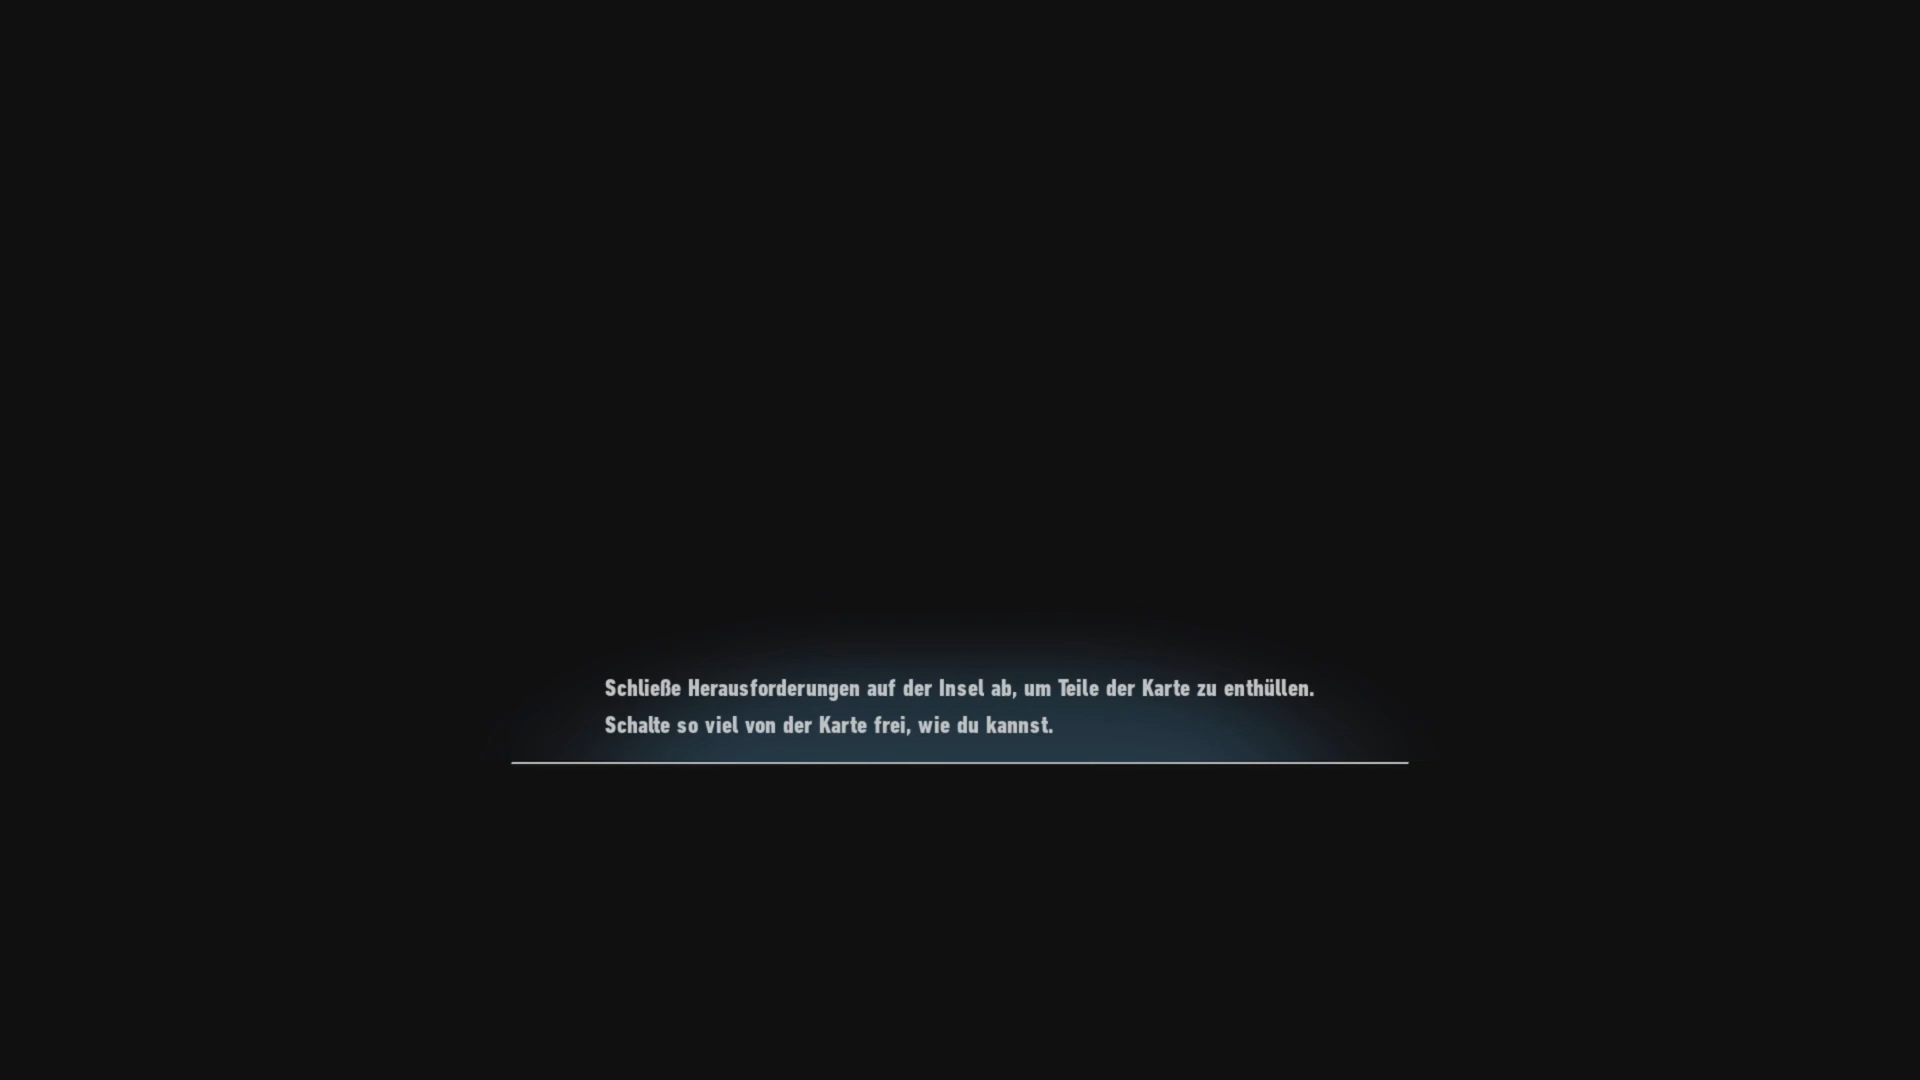 Schließe Herausforderungen auf der Insel ab, um Teile der Karte zu enthüllen.
Schalte so viel von der Karte frei, wie du kannst.